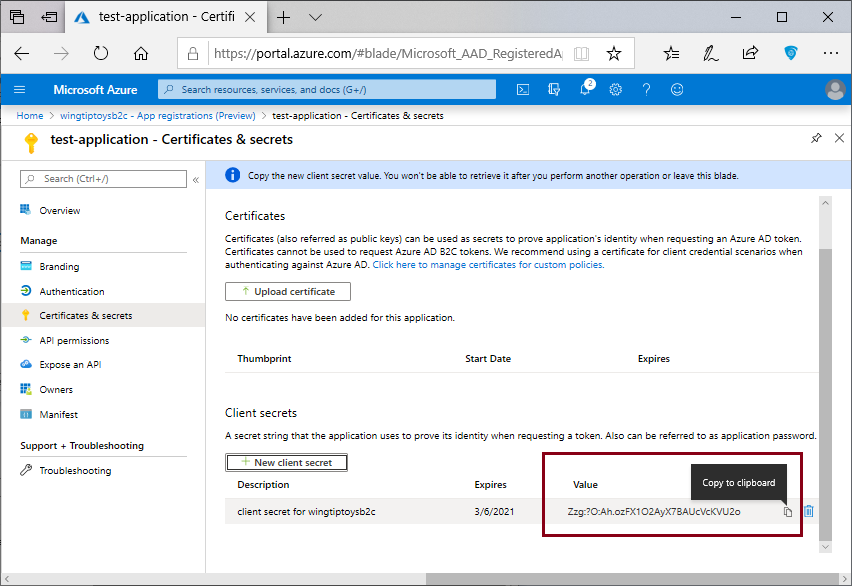 test-application - Certifi
https://portal.azure.com/#blade/Microsoft_AAD_RegisteredAp
Microsoft Azure
Search resources, services, and docs (G+/)
2
Home > wingtiptoysb2c - App registrations (Preview) > test-application - Certificates & secrets
test-application - Certificates & secrets
Search (Ctrl+/)
«
Overview
Manage
Branding
Authentication
Certificates & secrets
API permissions
Expose an API
Owners
Manifest
Support + Troubleshooting
Troubleshooting
Copy the new client secret value. You won't be able to retrieve it after you perform another operation or leave this blade.
Certificates
Certificates (also referred as public keys) can be used as secrets to prove application's identity when requesting an Azure AD token.
Certificates cannot be used to request Azure AD B2C tokens. We recommend using a certificate for client credential scenarios when
authenticating against Azure AD. Click here to manage certificates for custom policies.
Upload certificate
No certificates have been added for this application.
Thumbprint Start Date Expires
Client secrets
A secret string that the application uses to prove its identity when requesting a token. Also can be referred to as application password.
New client secret
Copy to clipboard
Description Expires Value
client secret for wingtiptoysb2c 3/6/2021 Zzg:?O:Ah.ozFX1O2AyX7BAUcVcKVU2o